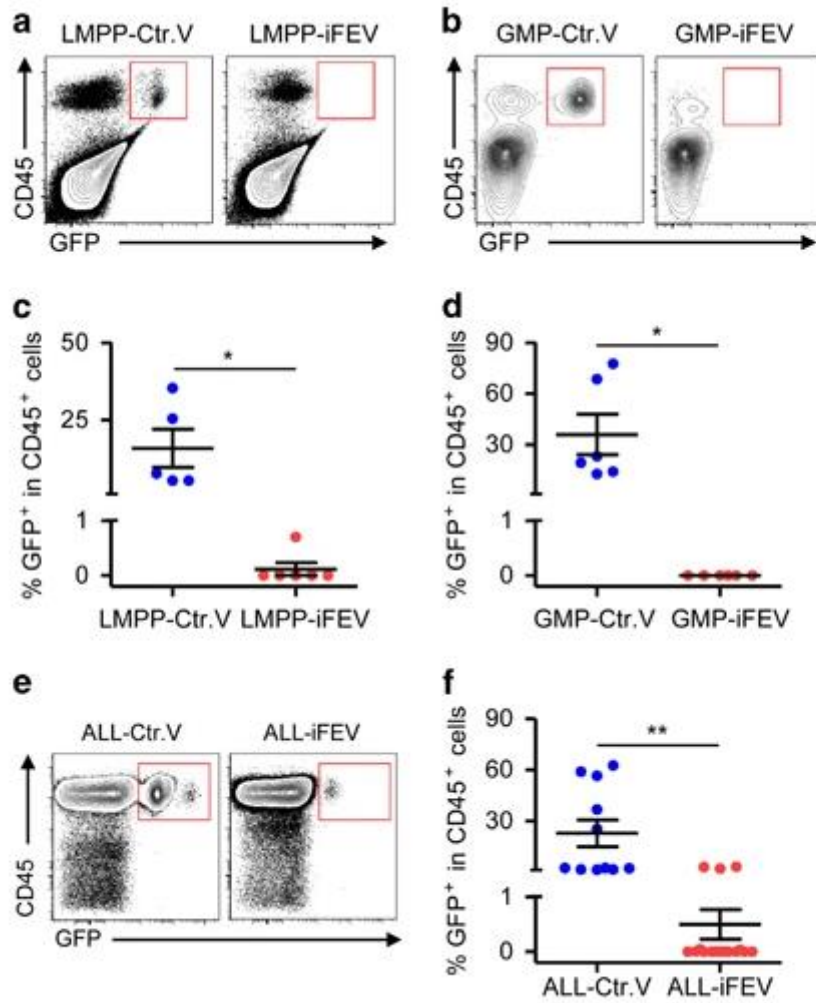 a
LMPP-Ctr.V LMPP-iFEV
CD45
GFP
b
GMP-Ctr.V GMP-iFEV
CD45
GFP
c
% GFP⁺ in CD45⁺ cells
50
25
1
0
*
LMPP-Ctr.V LMPP-iFEV
d
% GFP⁺ in CD45⁺ cells
90
60
30
1
0
*
GMP-Ctr.V GMP-iFEV
e
ALL-Ctr.V ALL-iFEV
CD45
GFP
f
% GFP⁺ in CD45⁺ cells
90
60
30
1
0
**
ALL-Ctr.V ALL-iFEV